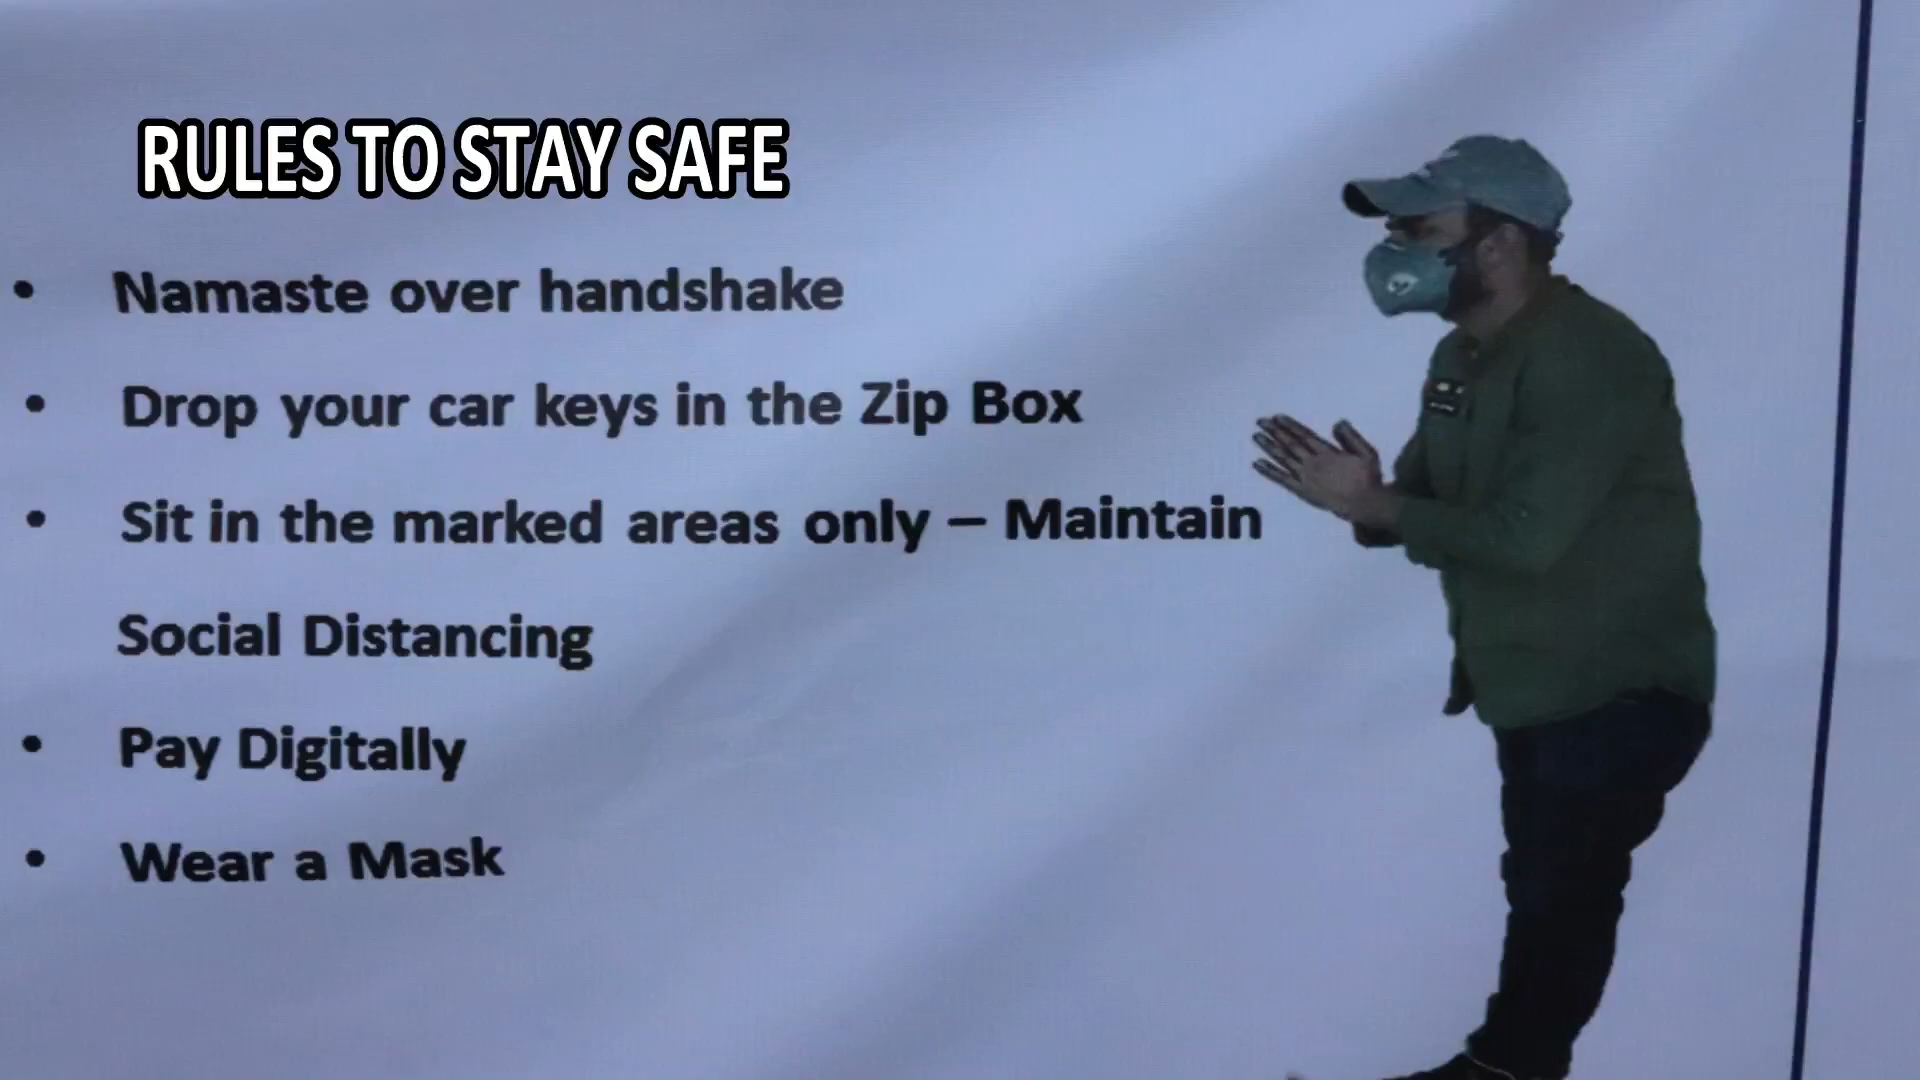 RULES TO STAY SAFE
• Namaste over handshake
• Drop your car keys in the Zip Box
• Sit in the marked areas only – Maintain
Social Distancing
• Pay Digitally
• Wear a Mask